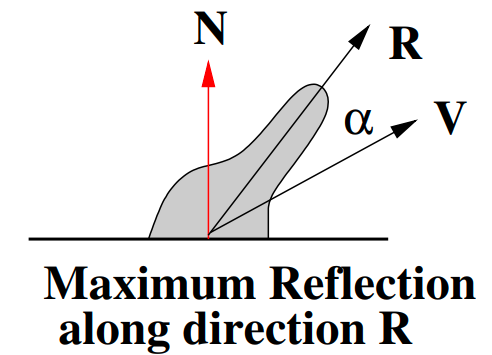 N
R
α
V
Maximum Reflection
along direction R